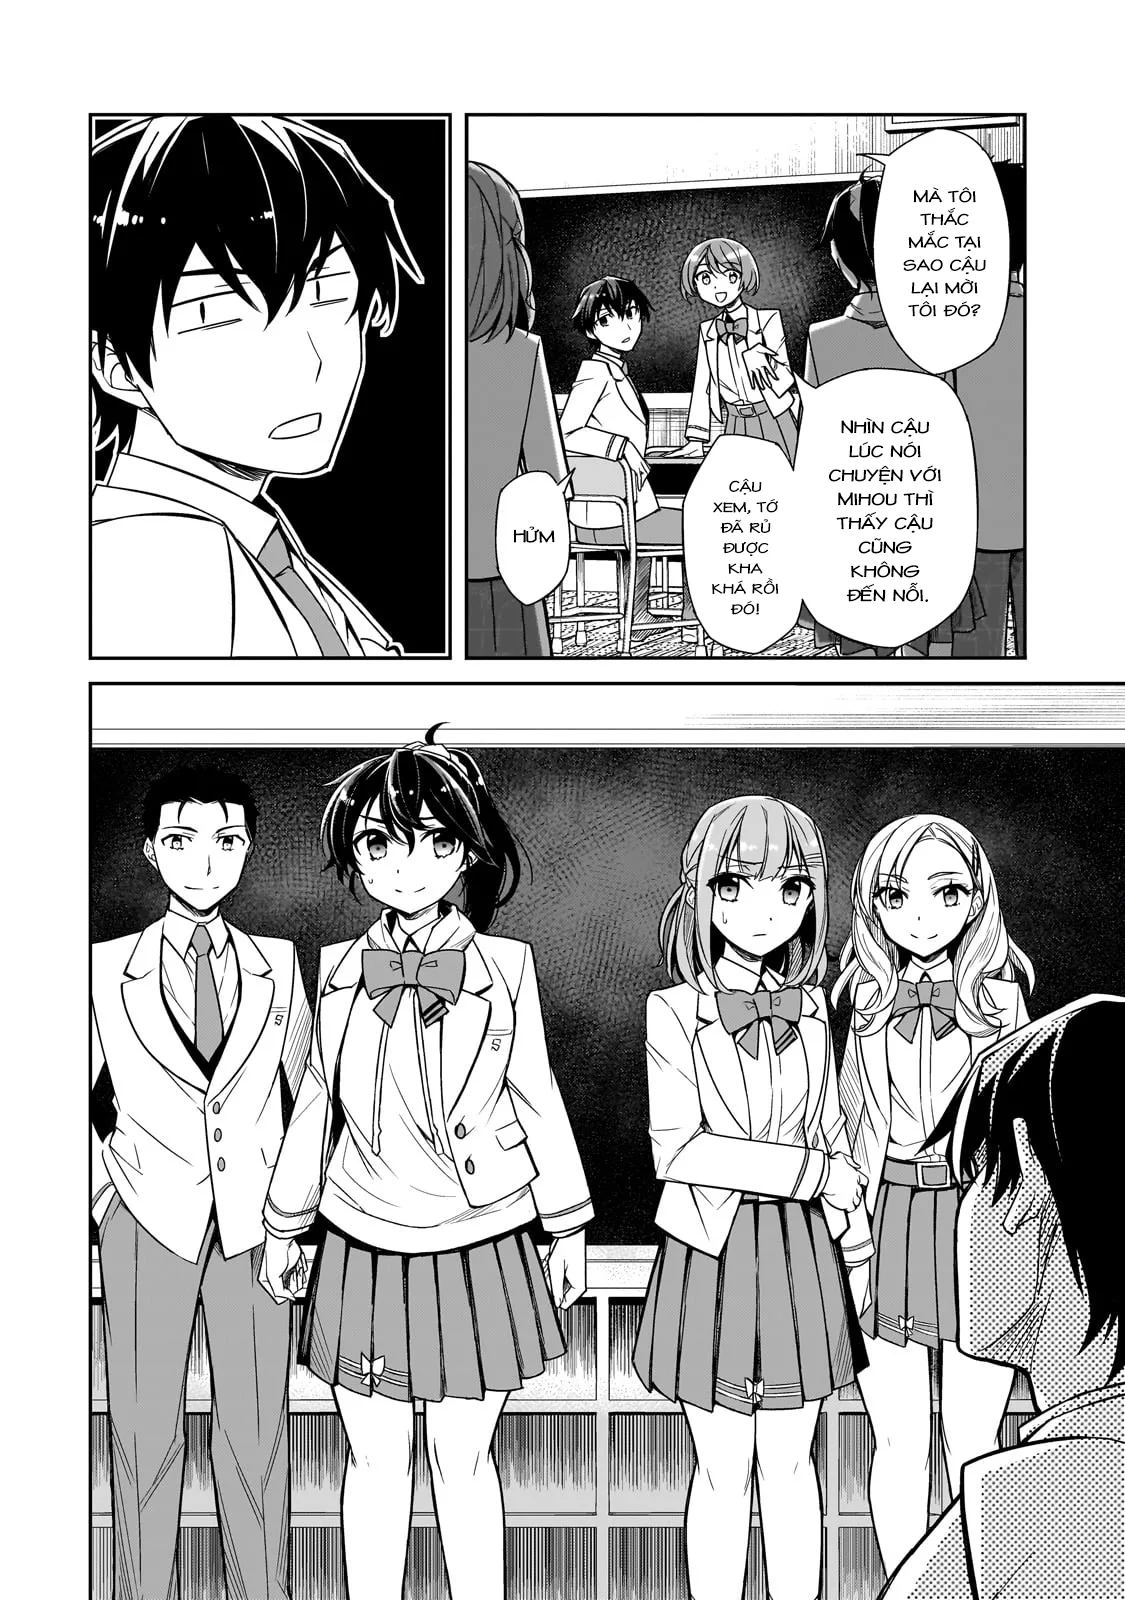 MÀ TÔI
THẮC
MẮC TẠI
SAO CẬU
LẠI MỜI
TÔI ĐÓ?
NHÌN CẬU
LÚC NÓI
CHUYỆN VỚI
MIHOU THÌ
THẤY CẬU
CŨNG
KHÔNG
ĐẾN NỖI.
CẬU
XEM, TỚ
ĐÃ RỦ
ĐƯỢC
KHA
KHÁ RỒI
ĐÓ!
HỬM
S
S